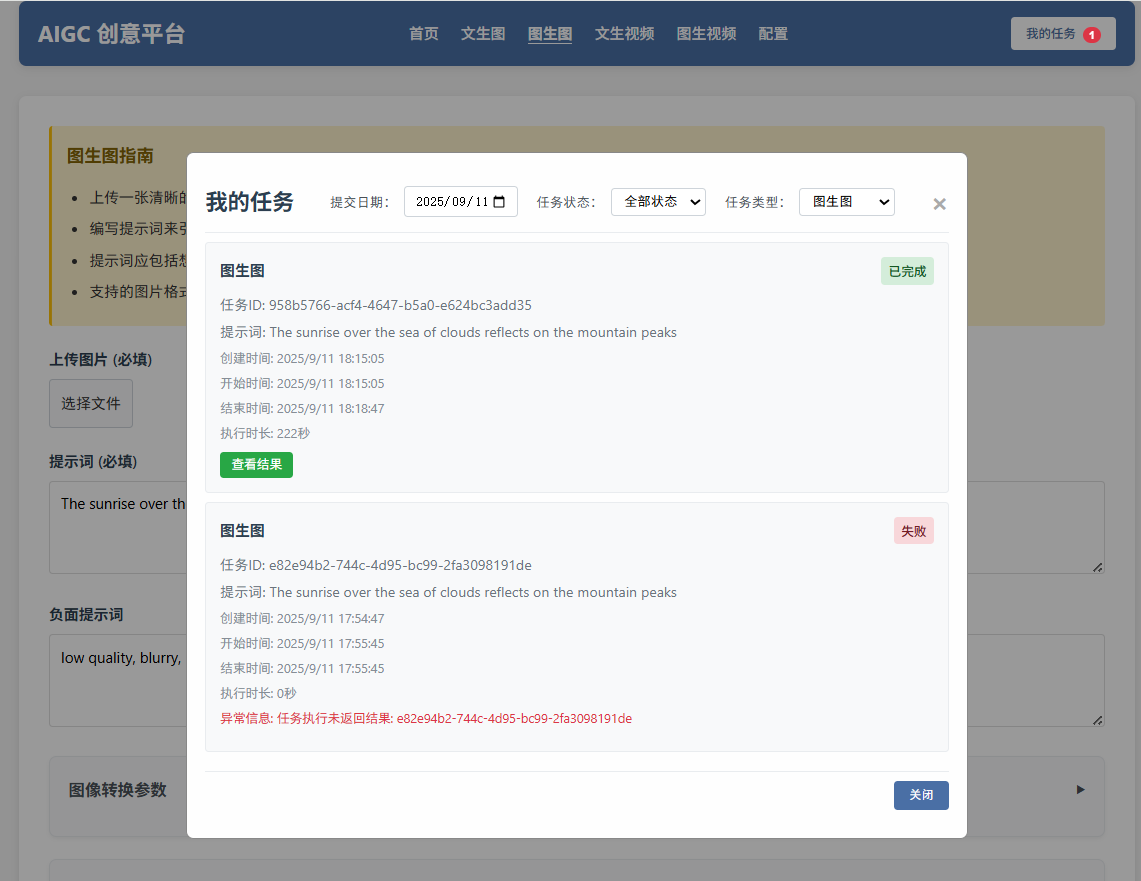 AIGC 创意平台
首页 文生图 图生图 文生视频 图生视频 配置
我的任务 1
图生图指南
上传一张清晰的
编写提示词来引
提示词应包括想
支持的图片格式
上传图片 (必填)
选择文件
提示词 (必填)
The sunrise over th
负面提示词
low quality, blurry,
图像转换参数
我的任务
提交日期: 2025/09/11 任务状态: 全部状态 任务类型: 图生图
×
图生图 已完成
任务ID: 958b5766-acf4-4647-b5a0-e624bc3add35
提示词: The sunrise over the sea of clouds reflects on the mountain peaks
创建时间: 2025/9/11 18:15:05
开始时间: 2025/9/11 18:15:05
结束时间: 2025/9/11 18:18:47
执行时长: 222秒
查看结果
图生图 失败
任务ID: e82e94b2-744c-4d95-bc99-2fa3098191de
提示词: The sunrise over the sea of clouds reflects on the mountain peaks
创建时间: 2025/9/11 17:54:47
开始时间: 2025/9/11 17:55:45
结束时间: 2025/9/11 17:55:45
执行时长: 0秒
异常信息: 任务执行未返回结果: e82e94b2-744c-4d95-bc99-2fa3098191de
关闭